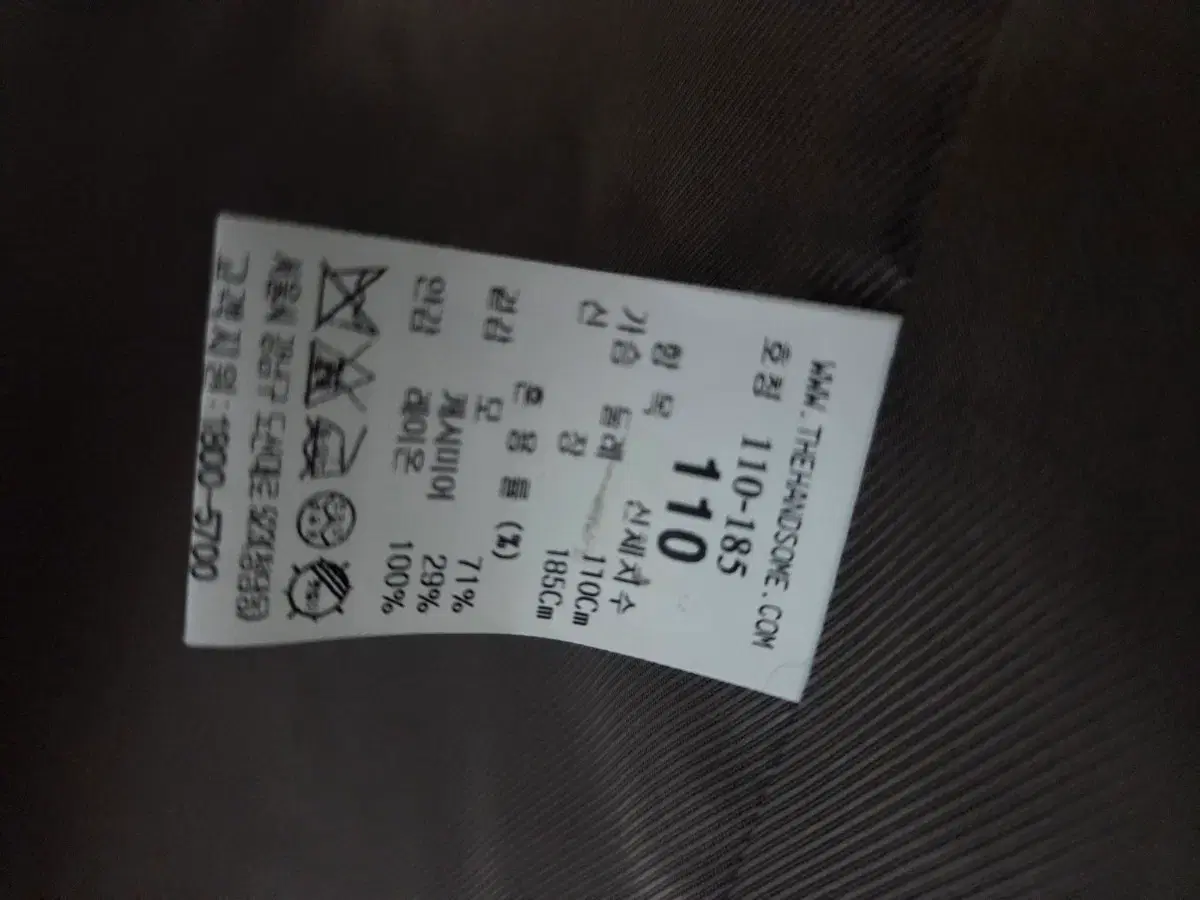 WWW.THEHANDSOME.COM
호칭 110-185
110
항 목 신체치수
가슴 둘레 110Cm
신 장 185Cm
혼 용 률 (%)
겉감 모 71%
캐시미어 29%
안감 레이온 100%
고객지원:1800-5700